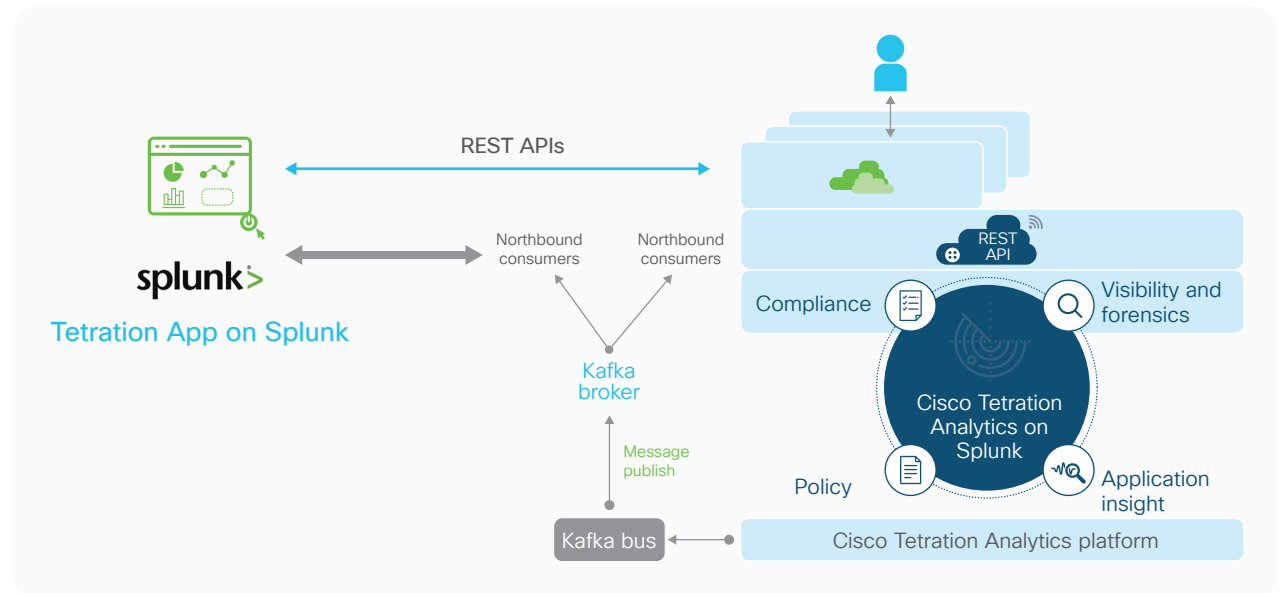 REST APIs
splunk>
Tetration App on Splunk
Northbound
consumers
Northbound
consumers
Kafka
broker
Message
publish
Kafka bus
REST
API
Compliance
Visibility and
forensics
Cisco Tetration
Analytics on
Splunk
Policy
Application
insight
Cisco Tetration Analytics platform